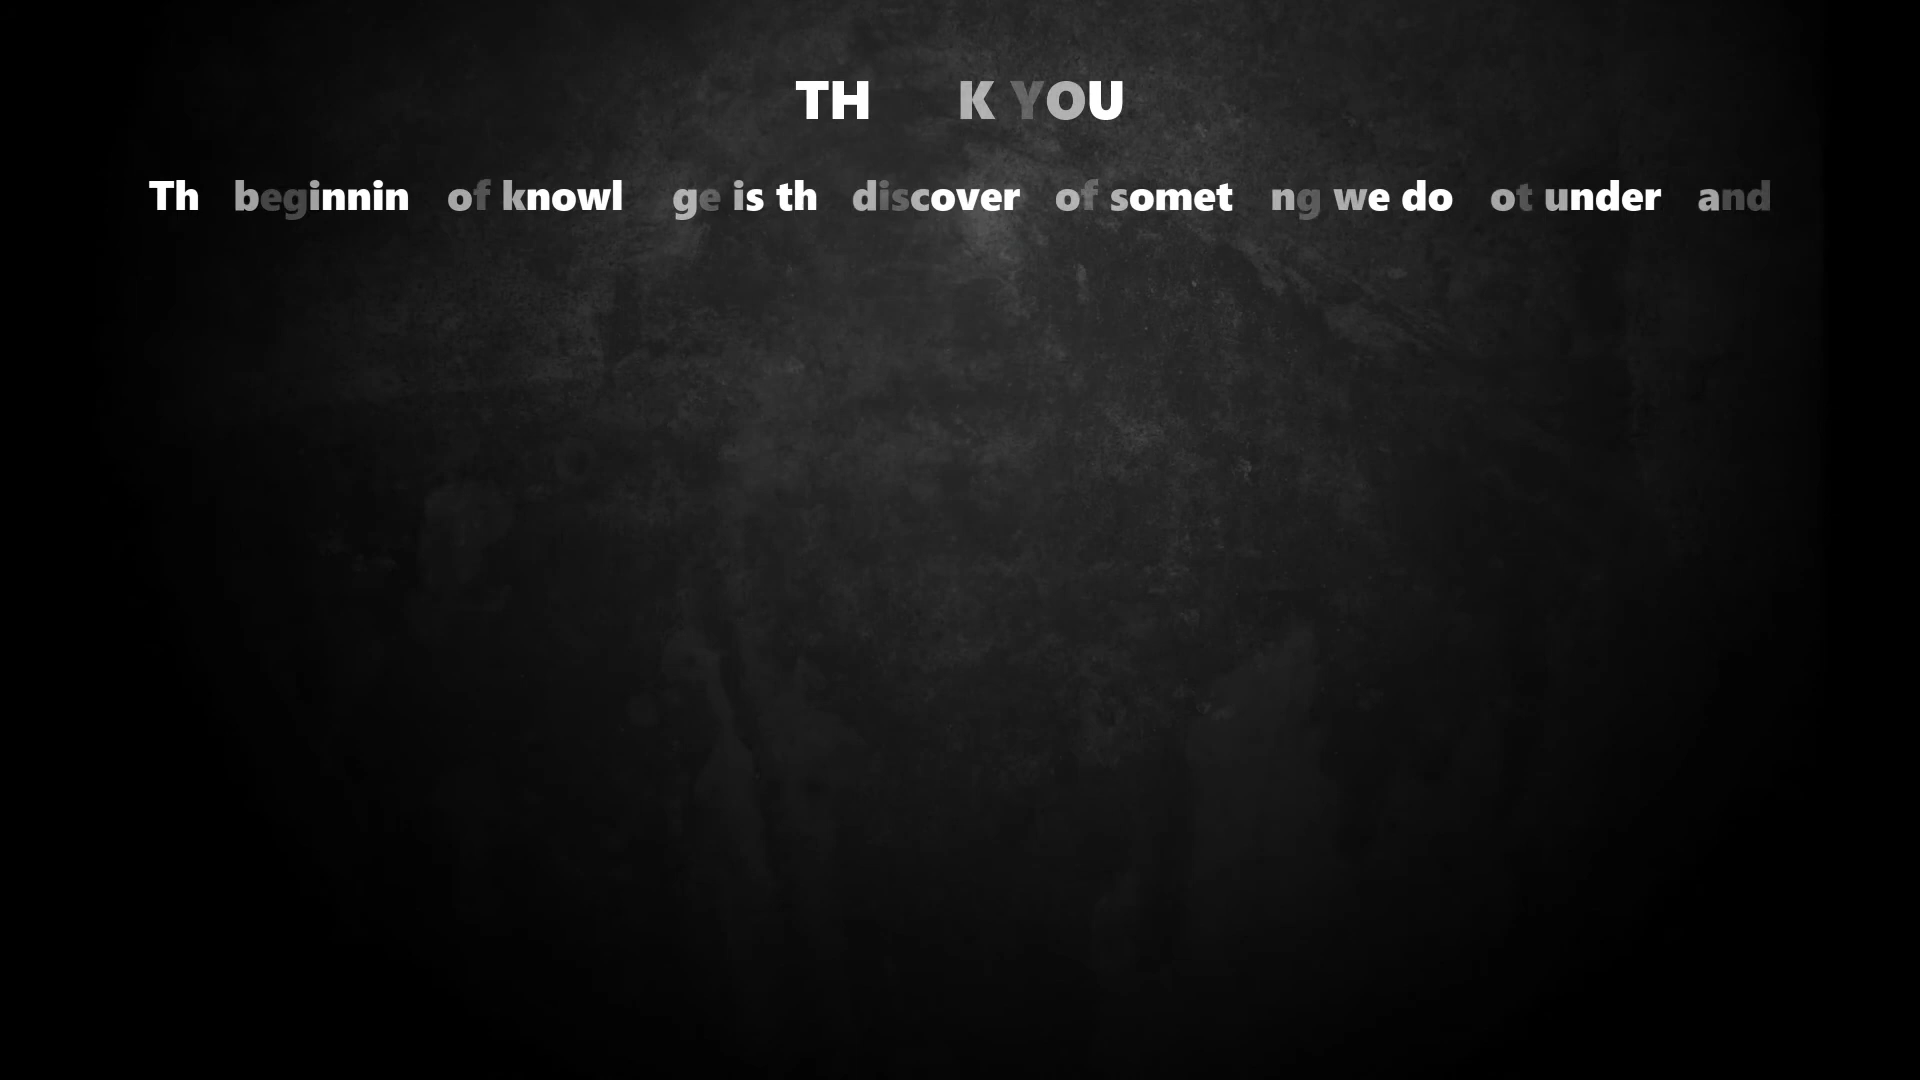 TH K YOU
Th beginnin of knowl ge is th discover of somet ng we do ot under and